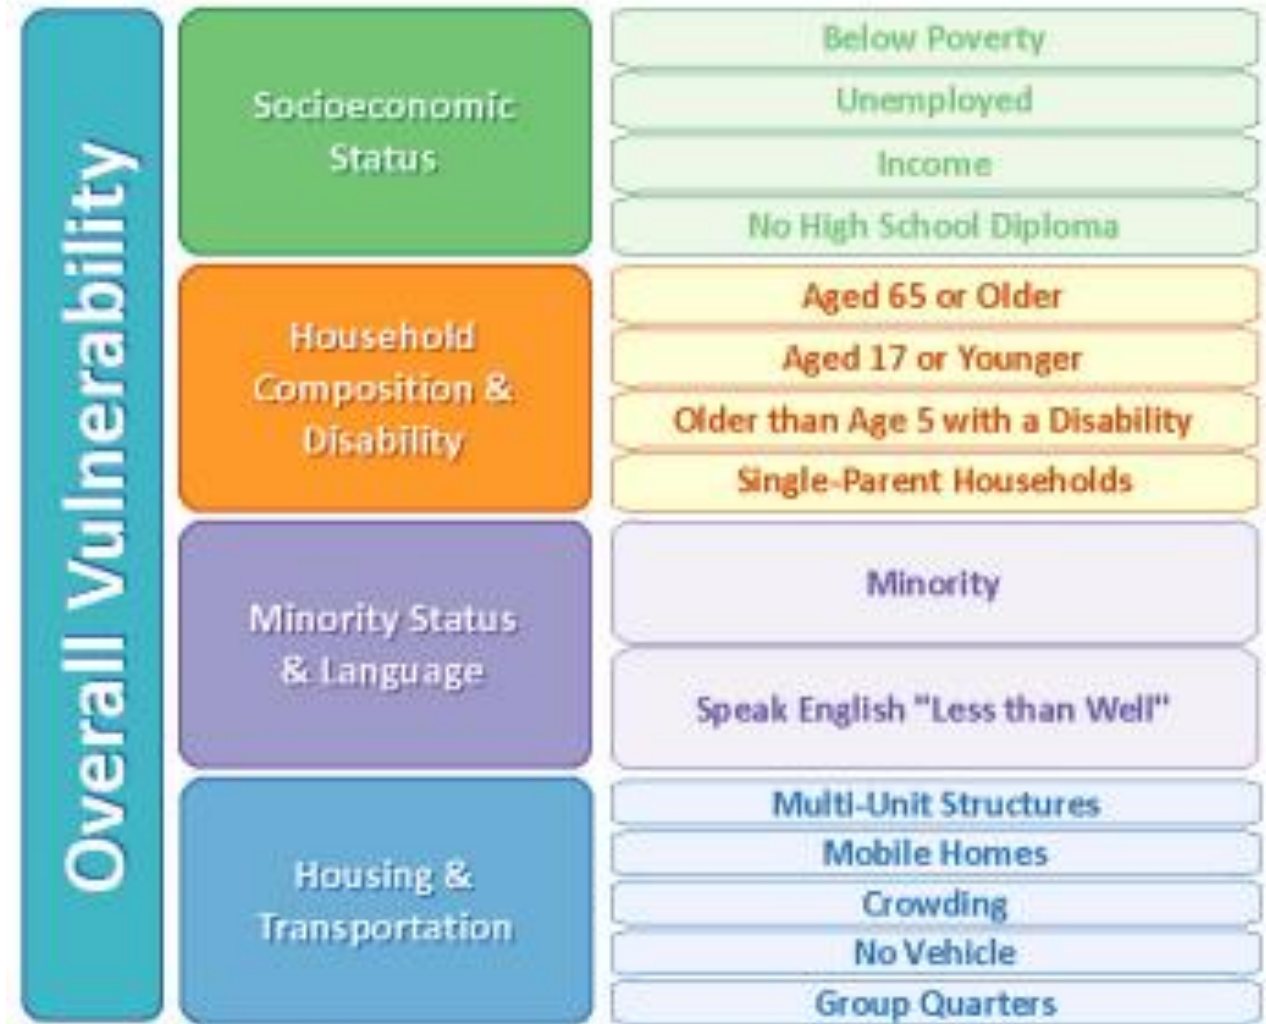 Overall Vulnerability
Socioeconomic
Status
Below Poverty
Unemployed
Income
No High School Diploma
Household
Composition &
Disability
Aged 65 or Older
Aged 17 or Younger
Older than Age 5 with a Disability
Single-Parent Households
Minority Status
& Language
Minority
Speak English "Less than Well"
Housing &
Transportation
Multi-Unit Structures
Mobile Homes
Crowding
No Vehicle
Group Quarters